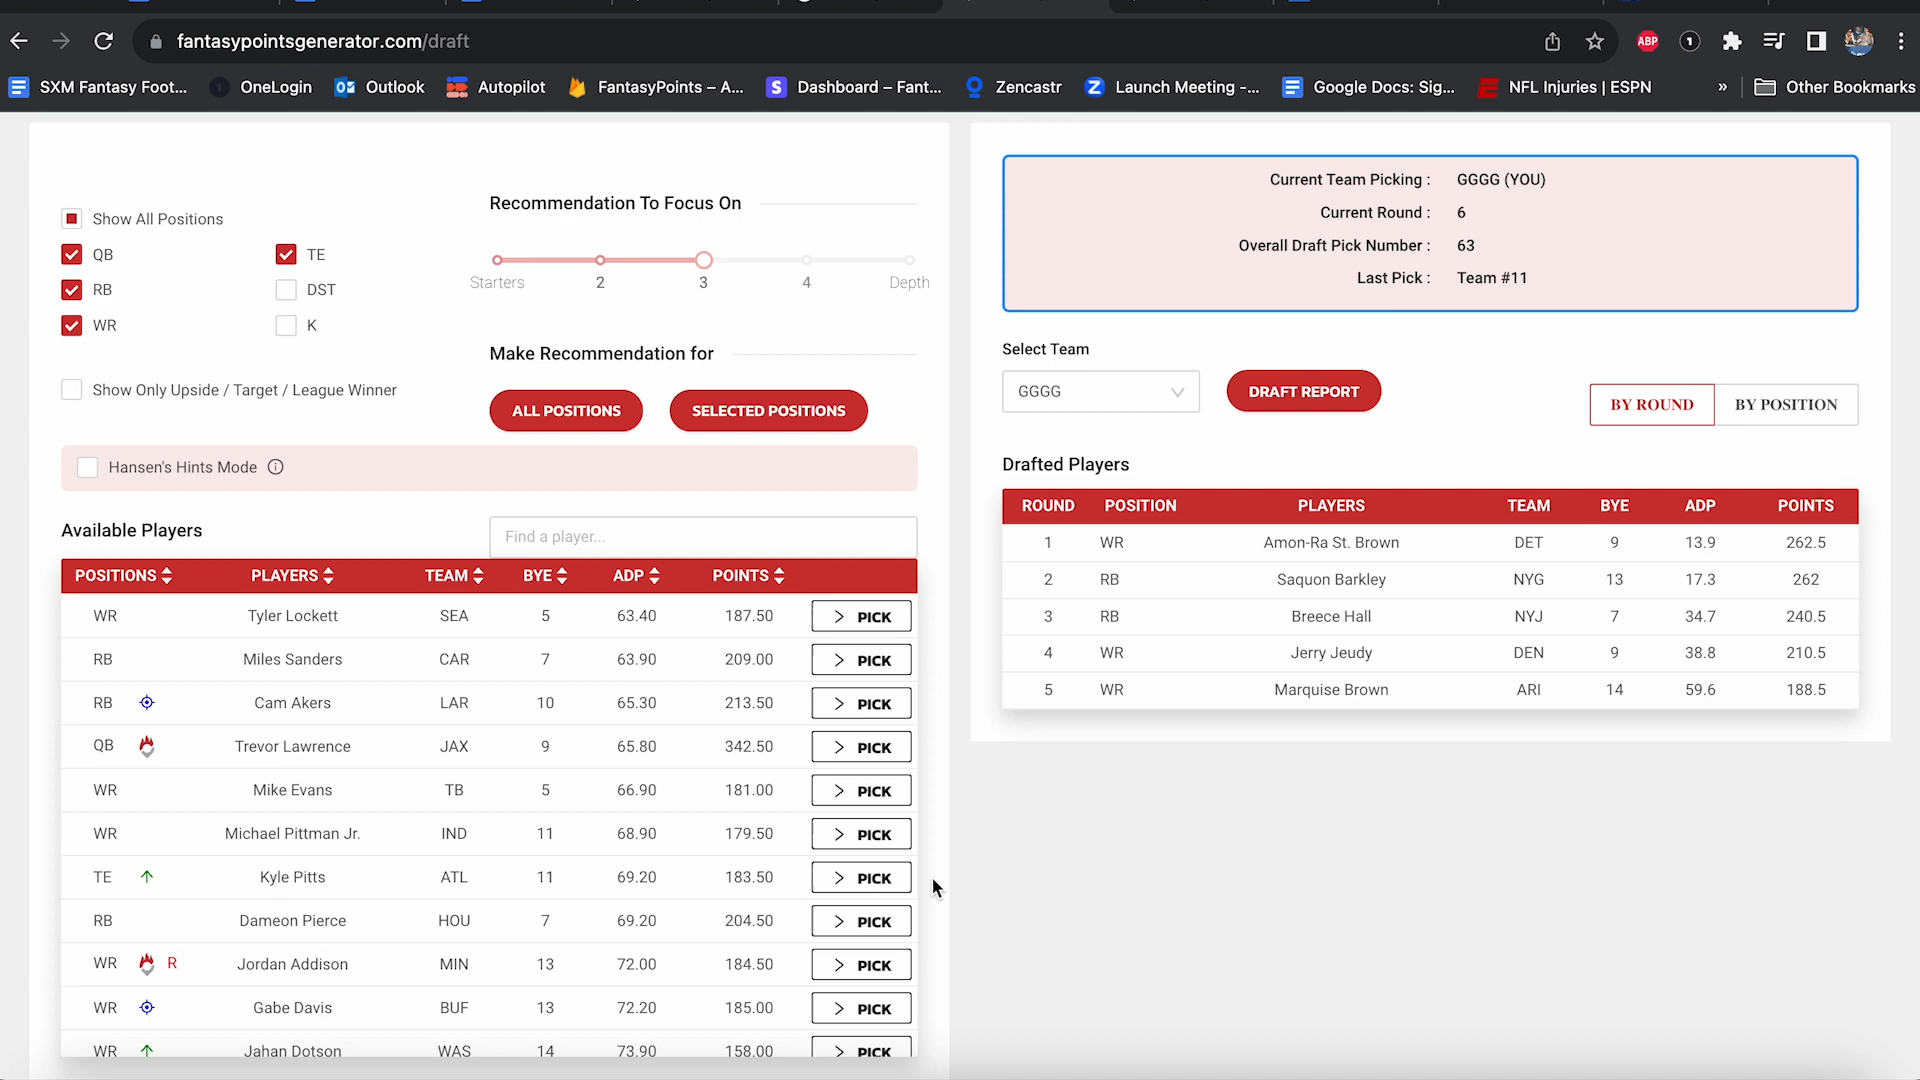 fantasypointsgenerator.com/draft
ABP
SXM Fantasy Foot... OneLogin Outlook Autopilot FantasyPoints – A... S Dashboard – Fant... Zencastr Z Launch Meeting -... Google Docs: Sig... NFL Injuries | ESPN » Other Bookmarks
Show All Positions
QB TE
RB DST
WR K
Show Only Upside / Target / League Winner
Recommendation To Focus On
Starters 2 3 4 Depth
Make Recommendation for
ALL POSITIONS SELECTED POSITIONS
Hansen's Hints Mode
Available Players
Find a player...
POSITIONS PLAYERS TEAM BYE ADP POINTS
WR Tyler Lockett SEA 5 63.40 187.50 > PICK
RB Miles Sanders CAR 7 63.90 209.00 > PICK
RB Cam Akers LAR 10 65.30 213.50 > PICK
QB Trevor Lawrence JAX 9 65.80 342.50 > PICK
WR Mike Evans TB 5 66.90 181.00 > PICK
WR Michael Pittman Jr. IND 11 68.90 179.50 > PICK
TE Kyle Pitts ATL 11 69.20 183.50 > PICK
RB Dameon Pierce HOU 7 69.20 204.50 > PICK
WR R Jordan Addison MIN 13 72.00 184.50 > PICK
WR Gabe Davis BUF 13 72.20 185.00 > PICK
WR Jahan Dotson WAS 14 73.90 158.00 > PICK
Current Team Picking : GGGG (YOU)
Current Round : 6
Overall Draft Pick Number : 63
Last Pick : Team #11
Select Team
GGGG DRAFT REPORT
BY ROUND BY POSITION
Drafted Players
ROUND POSITION PLAYERS TEAM BYE ADP POINTS
1 WR Amon-Ra St. Brown DET 9 13.9 262.5
2 RB Saquon Barkley NYG 13 17.3 262
3 RB Breece Hall NYJ 7 34.7 240.5
4 WR Jerry Jeudy DEN 9 38.8 210.5
5 WR Marquise Brown ARI 14 59.6 188.5